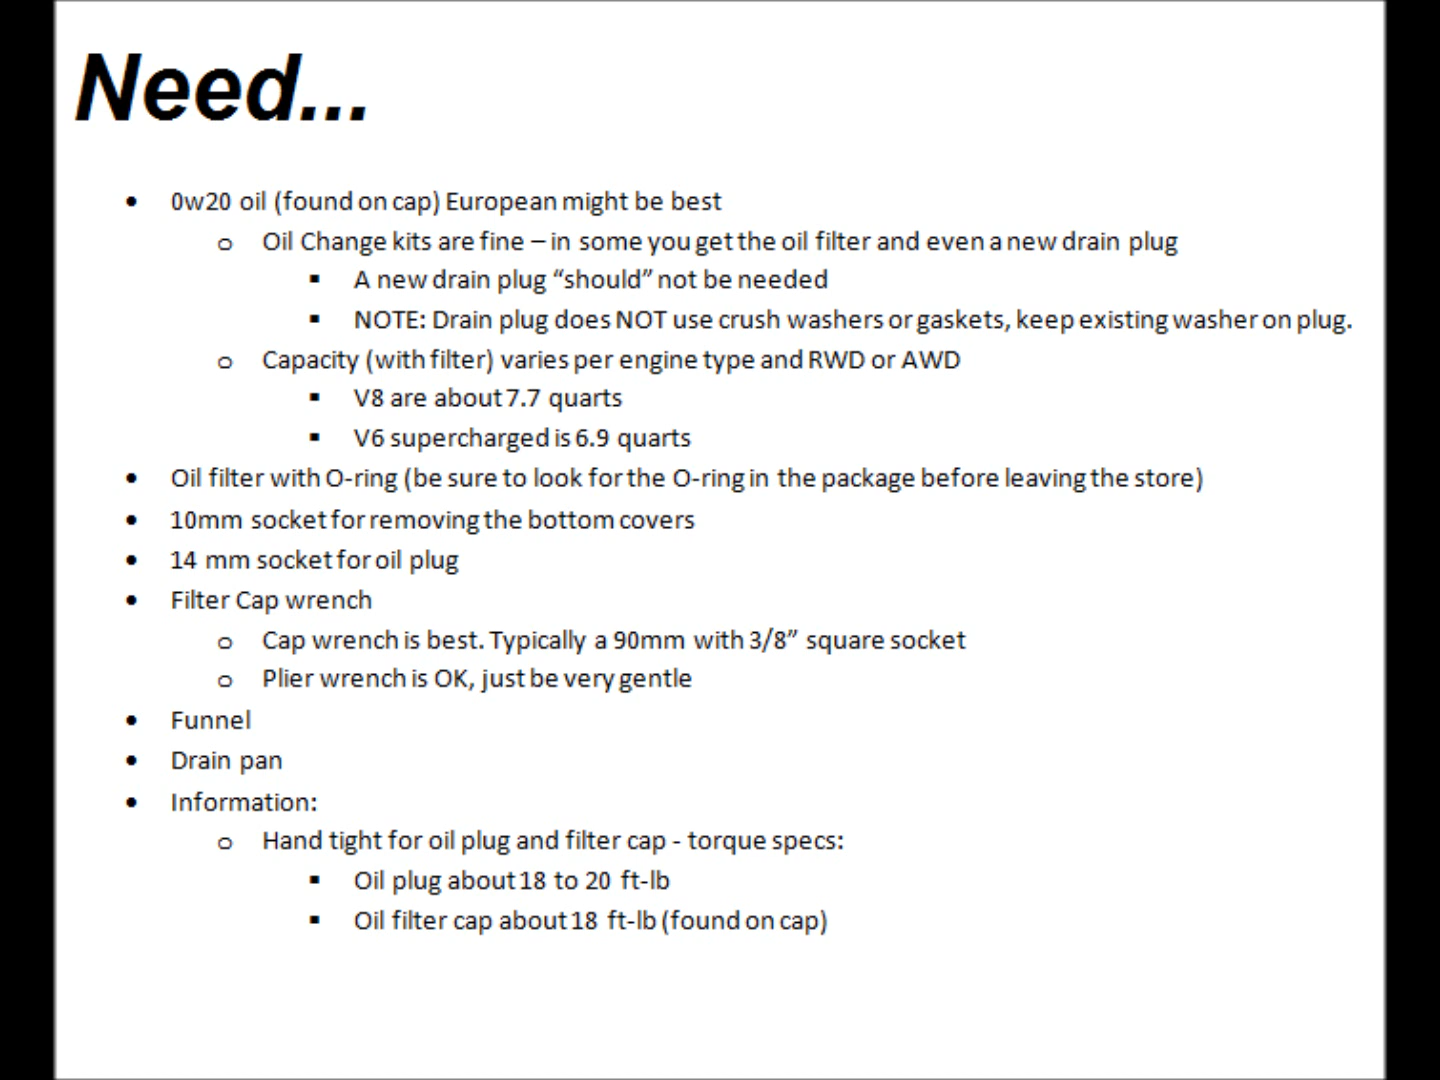 Need...
• 0w20 oil (found on cap) European might be best
o Oil Change kits are fine – in some you get the oil filter and even a new drain plug
▪ A new drain plug “should” not be needed
▪ NOTE: Drain plug does NOT use crush washers or gaskets, keep existing washer on plug.
o Capacity (with filter) varies per engine type and RWD or AWD
▪ V8 are about 7.7 quarts
▪ V6 supercharged is 6.9 quarts
• Oil filter with O-ring (be sure to look for the O-ring in the package before leaving the store)
• 10mm socket for removing the bottom covers
• 14 mm socket for oil plug
• Filter Cap wrench
o Cap wrench is best. Typically a 90mm with 3/8” square socket
o Plier wrench is OK, just be very gentle
• Funnel
• Drain pan
• Information:
o Hand tight for oil plug and filter cap - torque specs:
▪ Oil plug about 18 to 20 ft-lb
▪ Oil filter cap about 18 ft-lb (found on cap)